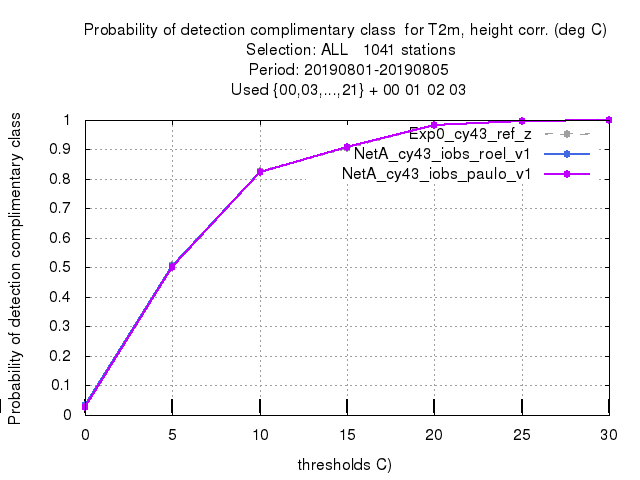 Probability of detection complimentary class  for T2m, height corr. (deg C)
Selection: ALL   1041 stations
Period: 20190801-20190805
Used {00,03,...,21} + 00 01 02 03
Probability of detection complimentary class
1
0.9
0.8
0.7
0.6
0.5
0.4
0.3
0.2
0.1
0
Exp0_cy43_ref_z
NetA_cy43_iobs_roel_v1
NetA_cy43_iobs_paulo_v1
0 5 10 15 20 25 30
thresholds C)